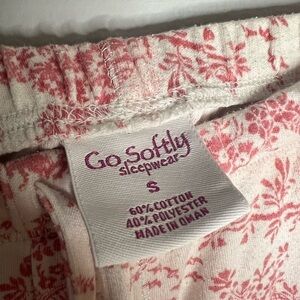 Go Softly
sleepwear
S
60% COTTON
40% POLYESTER
MADE IN OMAN